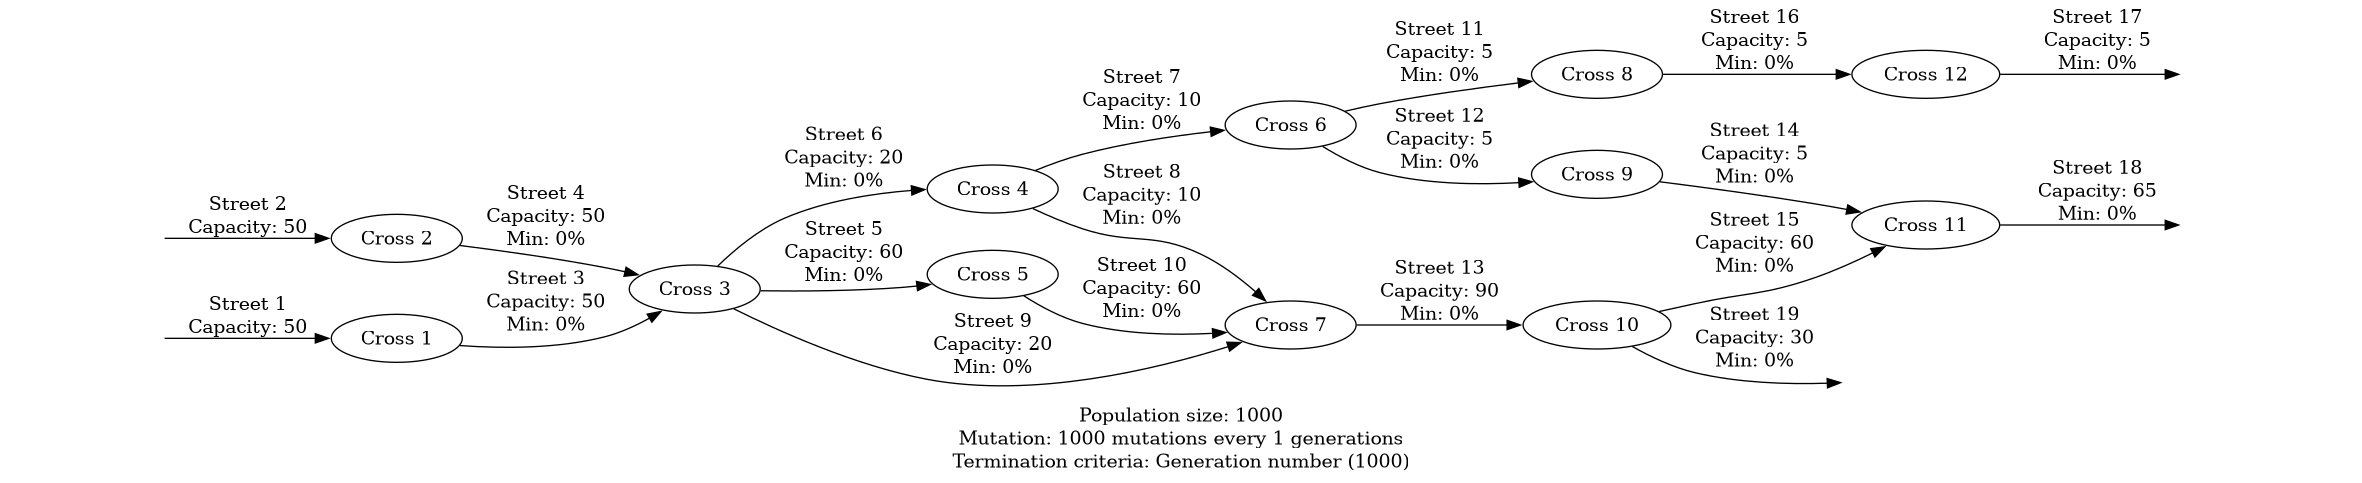 Street 2
Capacity: 50
Street 1
Capacity: 50
Cross 2
Cross 1
Street 4
Capacity: 50
Min: 0%
Street 3
Capacity: 50
Min: 0%
Cross 3
Street 6
Capacity: 20
Min: 0%
Street 5
Capacity: 60
Min: 0%
Street 9
Capacity: 20
Min: 0%
Cross 4
Cross 5
Street 7
Capacity: 10
Min: 0%
Street 8
Capacity: 10
Min: 0%
Street 10
Capacity: 60
Min: 0%
Cross 6
Cross 7
Street 11
Capacity: 5
Min: 0%
Street 12
Capacity: 5
Min: 0%
Street 13
Capacity: 90
Min: 0%
Cross 8
Cross 9
Cross 10
Street 16
Capacity: 5
Min: 0%
Street 14
Capacity: 5
Min: 0%
Street 15
Capacity: 60
Min: 0%
Street 19
Capacity: 30
Min: 0%
Cross 12
Cross 11
Street 17
Capacity: 5
Min: 0%
Street 18
Capacity: 65
Min: 0%
Population size: 1000
Mutation: 1000 mutations every 1 generations
Termination criteria: Generation number (1000)